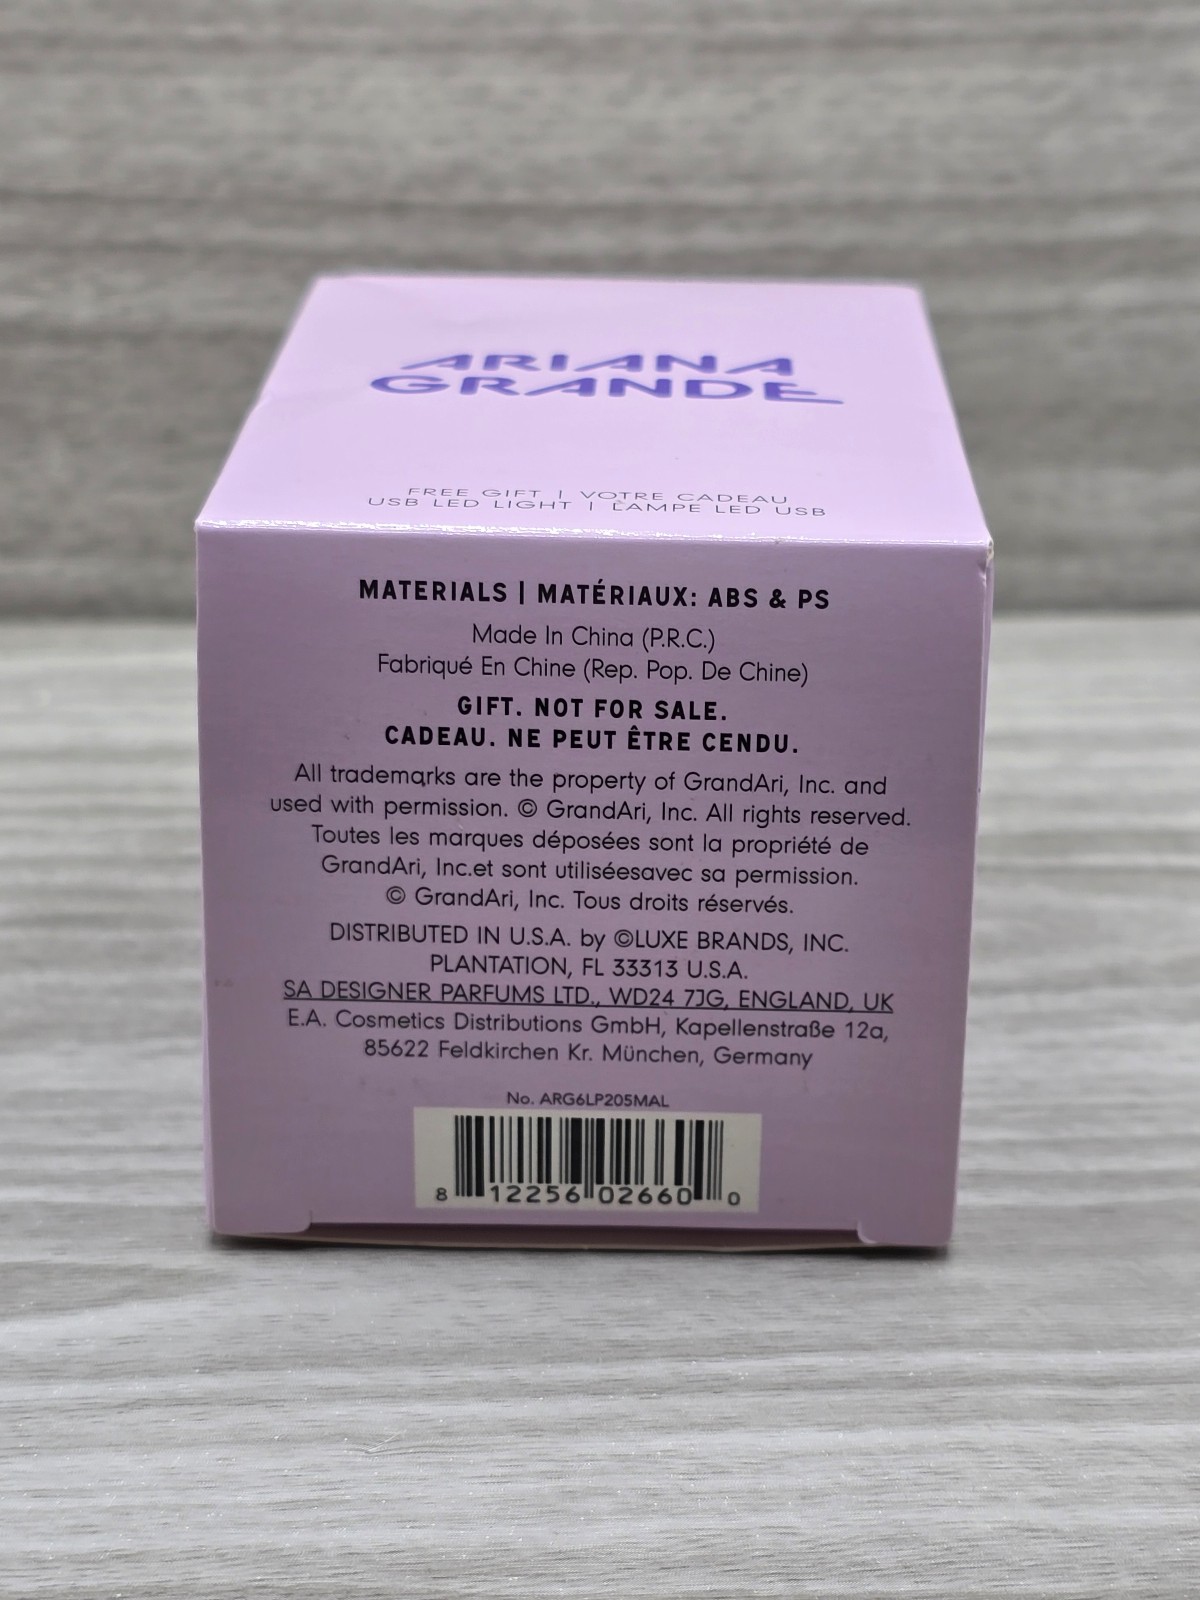 ARIANA
GRANDE
FREE GIFT | VOTRE CADEAU
USB LED LIGHT | LAMPE LED USB
MATERIALS | MATÉRIAUX: ABS & PS
Made In China (P.R.C.)
Fabriqué En Chine (Rep. Pop. De Chine)
GIFT. NOT FOR SALE.
CADEAU. NE PEUT ÊTRE CENDU.
All trademarks are the property of GrandAri, Inc. and
used with permission. © GrandAri, Inc. All rights reserved.
Toutes les marques déposées sont la propriété de
GrandAri, Inc.et sont utiliséesavec sa permission.
© GrandAri, Inc. Tous droits réservés.
DISTRIBUTED IN U.S.A. by ©LUXE BRANDS, INC.
PLANTATION, FL 33313 U.S.A.
SA DESIGNER PARFUMS LTD., WD24 7JG, ENGLAND, UK
E.A. Cosmetics Distributions GmbH, Kapellenstraße 12a,
85622 Feldkirchen Kr. München, Germany
No. ARG6LP205MAL
8 12256 02660 0